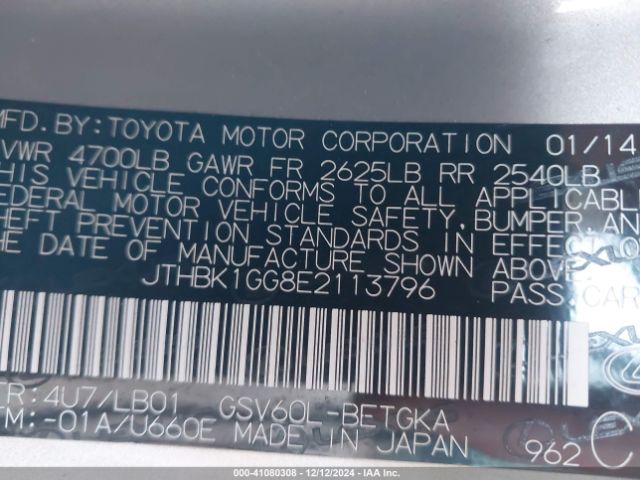 MFD. BY: TOYOTA MOTOR CORPORATION 01/14
VWR 4700LB GAWR FR 2625LB RR 2540LB
HIS VEHICLE CONFORMS TO ALL APPLICABL
EDERAL MOTOR VEHICLE SAFETY, BUMPER, AN
HEFT PREVENTION STANDARDS IN EFFECT O
HE DATE OF MANUFACTURE SHOWN ABOVE.
JTHBK1GG8E2113796 PASS. CAR
TR: 4U7/LB01 GSV60L-BETGKA
TM:-01A/U660E MADE IN JAPAN 962 C
000-41080308 - 12/12/2024 - IAA Inc.